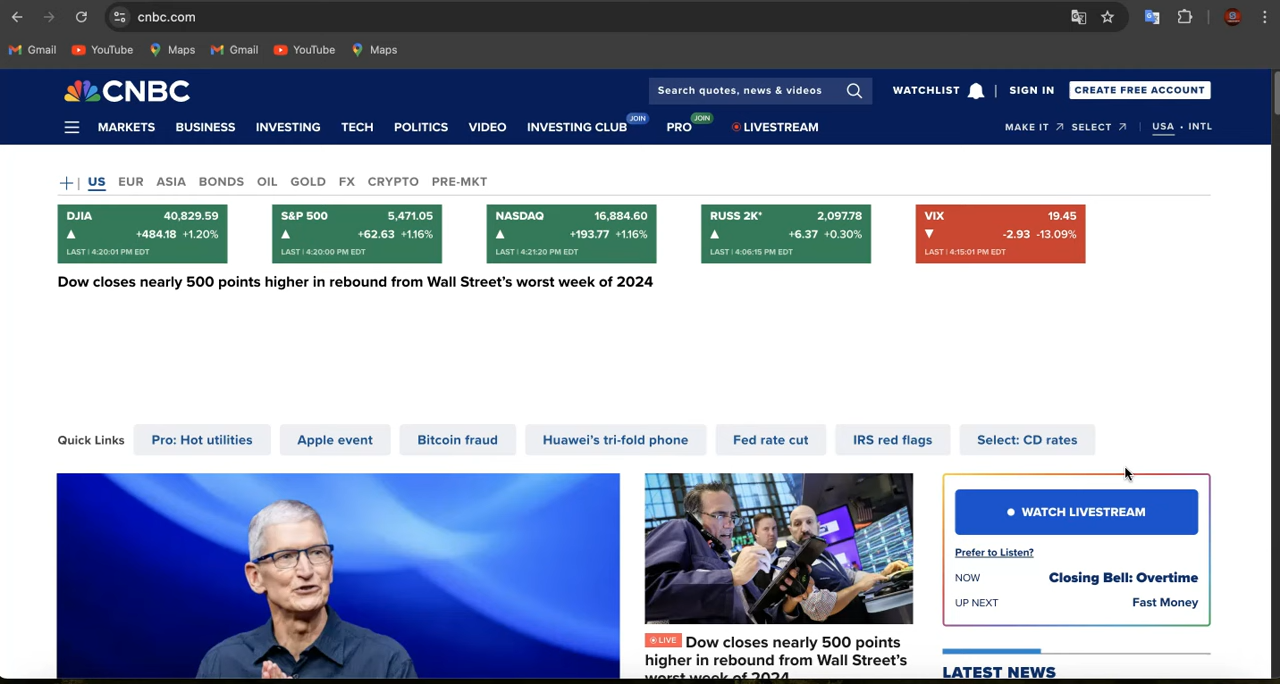 cnbc.com
Gmail YouTube Maps Gmail YouTube Maps
CNBC
Search quotes, news & videos
WATCHLIST | SIGN IN CREATE FREE ACCOUNT
MARKETS BUSINESS INVESTING TECH POLITICS VIDEO INVESTING CLUB JOIN PRO JOIN LIVESTREAM
MAKE IT SELECT | USA • INTL
US EUR ASIA BONDS OIL GOLD FX CRYPTO PRE-MKT
DJIA 40,829.59
+484.18 +1.20%
LAST | 4:20:01 PM EDT
S&P 500 5,471.05
+62.63 +1.16%
LAST | 4:20:00 PM EDT
NASDAQ 16,884.60
+193.77 +1.16%
LAST | 4:21:20 PM EDT
RUSS 2K* 2,097.78
+6.37 +0.30%
LAST | 4:06:15 PM EDT
VIX 19.45
-2.93 -13.09%
LAST | 4:15:01 PM EDT
Dow closes nearly 500 points higher in rebound from Wall Street's worst week of 2024
Quick Links Pro: Hot utilities Apple event Bitcoin fraud Huawei's tri-fold phone Fed rate cut IRS red flags Select: CD rates
LIVE Dow closes nearly 500 points
higher in rebound from Wall Street's
worst week of 2024
WATCH LIVESTREAM
Prefer to Listen?
NOW Closing Bell: Overtime
UP NEXT Fast Money
LATEST NEWS